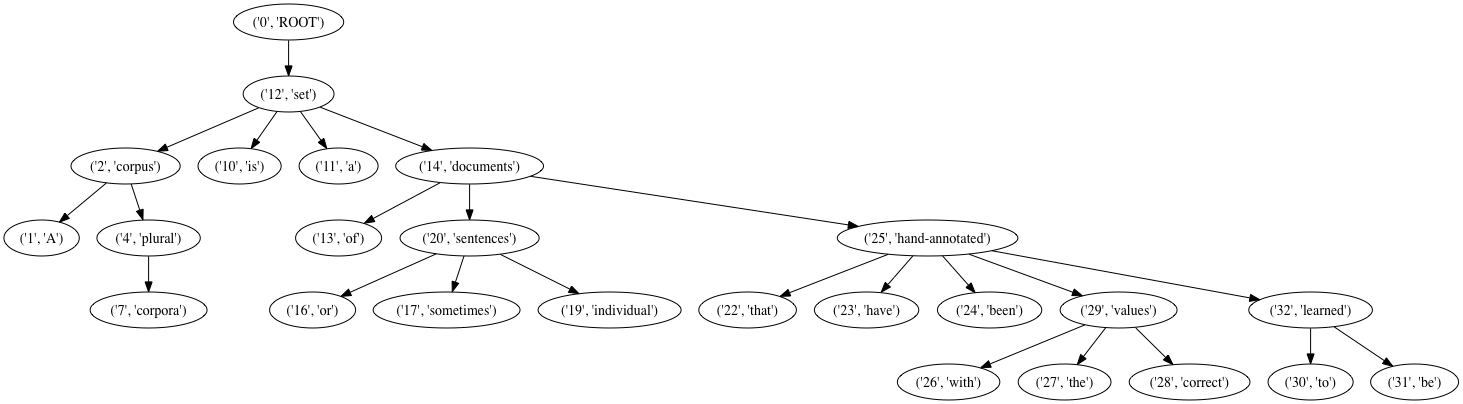 ('0', 'ROOT')
('12', 'set')
('2', 'corpus') ('10', 'is') ('11', 'a') ('14', 'documents')
('1', 'A') ('4', 'plural') ('13', 'of') ('20', 'sentences') ('25', 'hand-annotated')
('7', 'corpora') ('16', 'or') ('17', 'sometimes') ('19', 'individual') ('22', 'that') ('23', 'have') ('24', 'been') ('29', 'values') ('32', 'learned')
('26', 'with') ('27', 'the') ('28', 'correct') ('30', 'to') ('31', 'be')